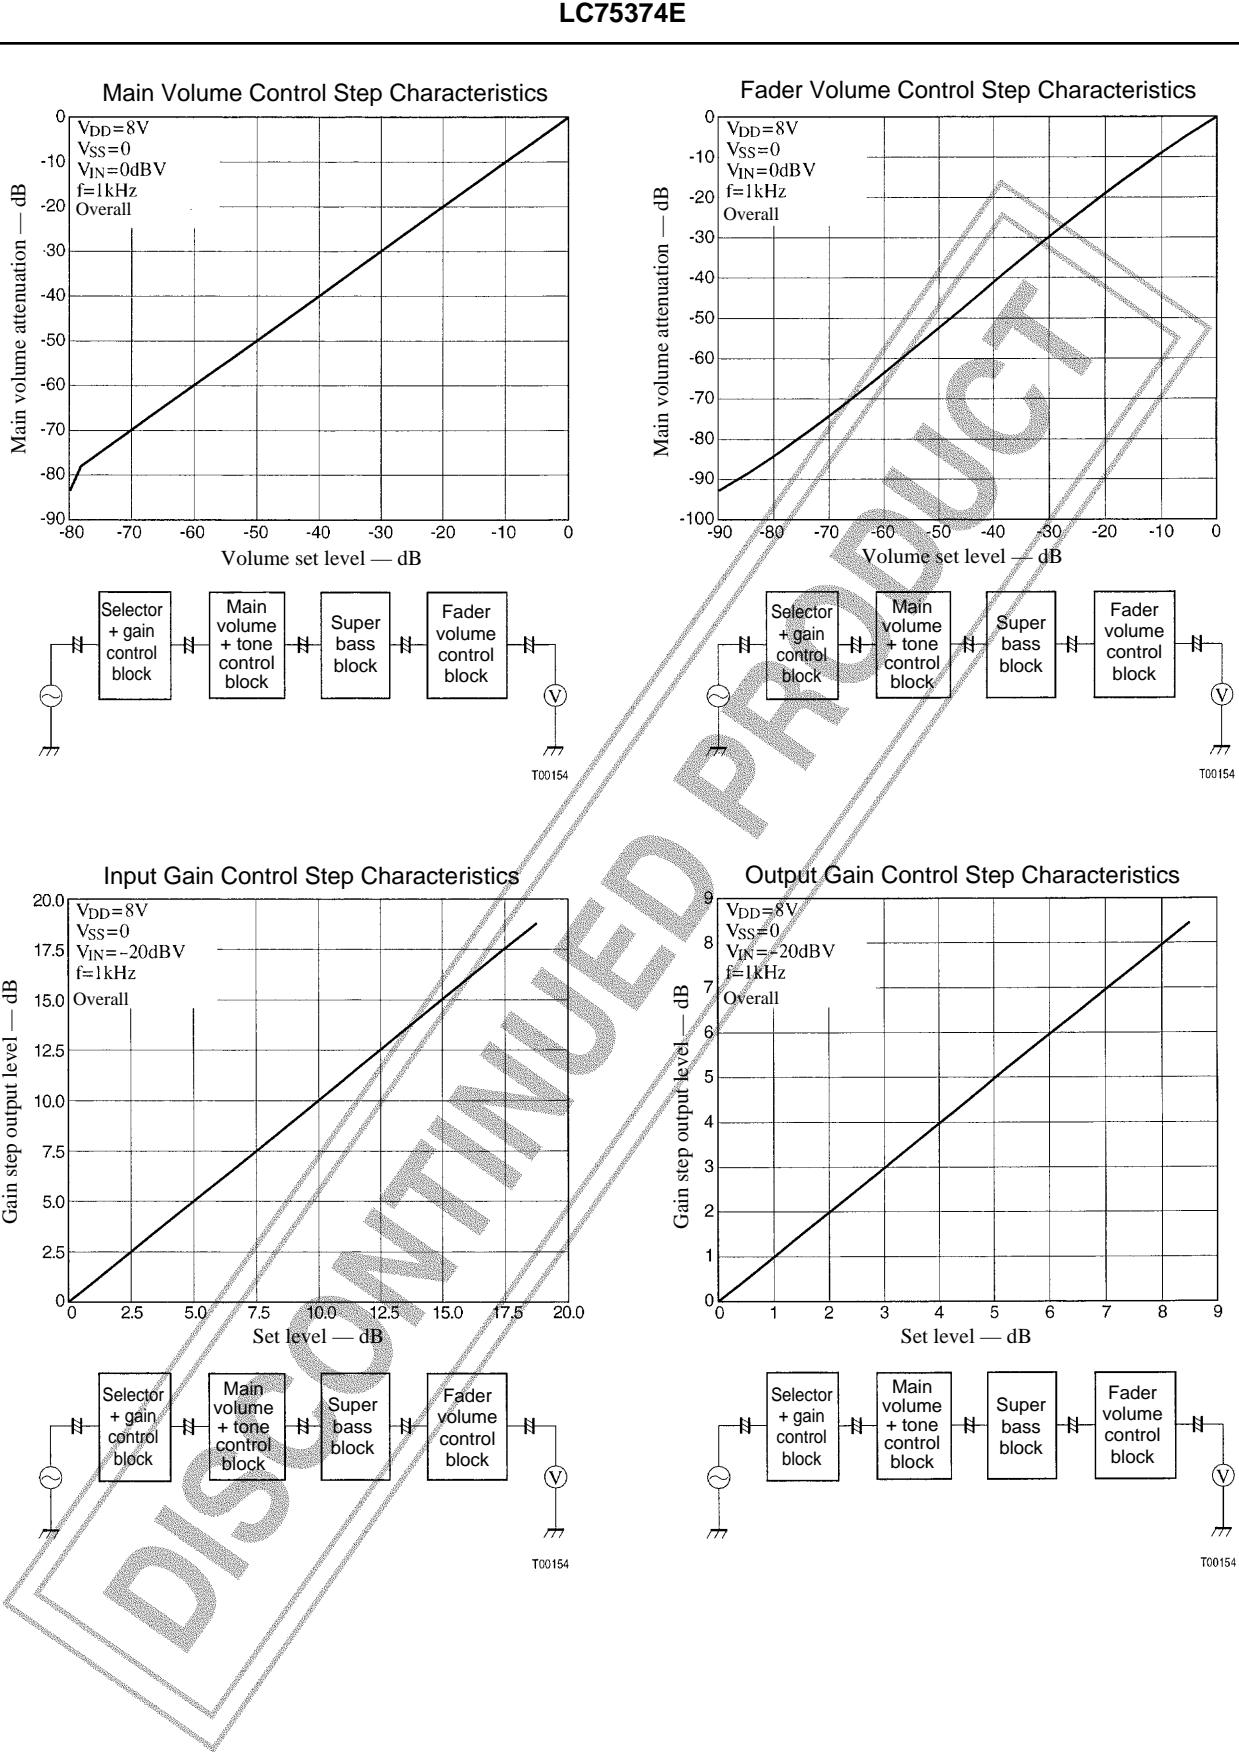 LC75374E
Main Volume Control Step Characteristics
VDD=8V
VSS=0
VIN=0dBV
f=1kHz
Overall
0
-10
-20
-30
-40
-50
-60
-70
-80
-90
Main volume attenuation — dB
-80 -70 -60 -50 -40 -30 -20 -10 0
Volume set level — dB
Selector
+ gain
control
block
Main
volume
+ tone
control
block
Super
bass
block
Fader
volume
control
block
V
T00154
Fader Volume Control Step Characteristics
VDD=8V
VSS=0
VIN=0dBV
f=1kHz
Overall
0
-10
-20
-30
-40
-50
-60
-70
-80
-90
-100
Main volume attenuation — dB
-90 -80 -70 -60 -50 -40 -30 -20 -10 0
Volume set level — dB
Selector
+ gain
control
block
Main
volume
+ tone
control
block
Super
bass
block
Fader
volume
control
block
V
T00154
Input Gain Control Step Characteristics
VDD=8V
VSS=0
VIN=-20dBV
f=1kHz
Overall
20.0
17.5
15.0
12.5
10.0
7.5
5.0
2.5
0
Gain step output level — dB
0 2.5 5.0 7.5 10.0 12.5 15.0 17.5 20.0
Set level — dB
Selector
+ gain
control
block
Main
volume
+ tone
control
block
Super
bass
block
Fader
volume
control
block
V
T00154
Output Gain Control Step Characteristics
VDD=8V
VSS=0
VIN=-20dBV
f=1kHz
Overall
9
8
7
6
5
4
3
2
1
0
Gain step output level — dB
0 1 2 3 4 5 6 7 8 9
Set level — dB
Selector
+ gain
control
block
Main
volume
+ tone
control
block
Super
bass
block
Fader
volume
control
block
V
T00154
DISCONTINUED PRODUCT